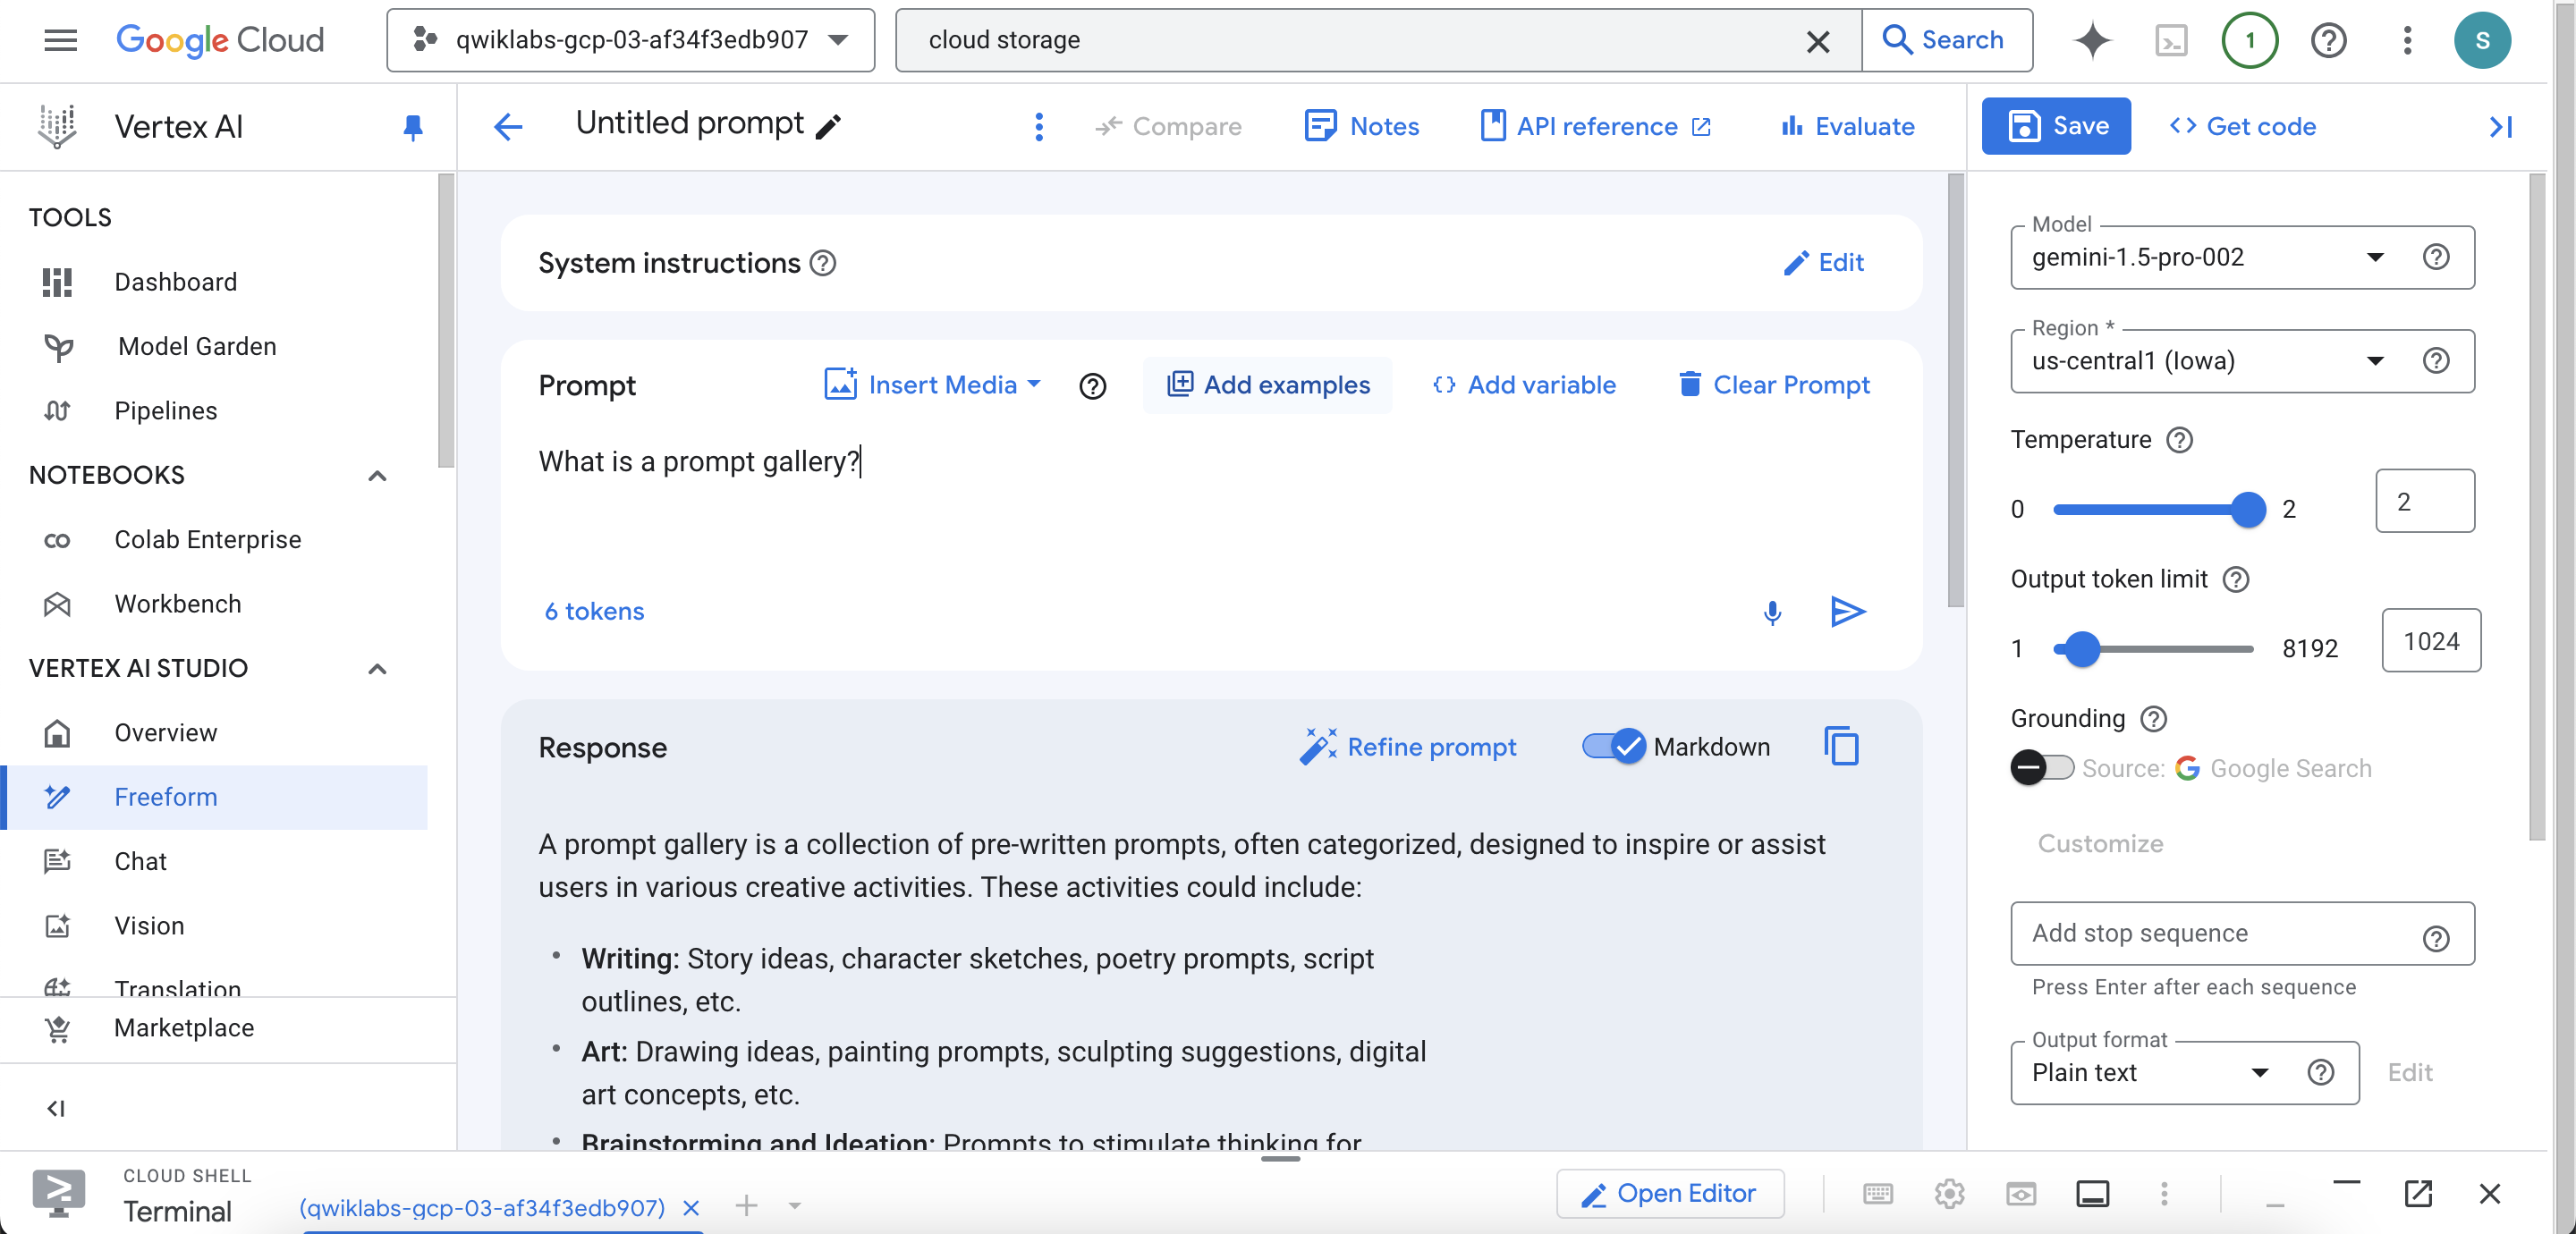 Google Cloud
qwiklabs-gcp-03-af34f3edb907
cloud storage
Search
1
S
Vertex AI
Untitled prompt
Compare
Notes
API reference
Evaluate
Save
Get code
TOOLS
Dashboard
Model Garden
Pipelines
NOTEBOOKS
Colab Enterprise
Workbench
VERTEX AI STUDIO
Overview
Freeform
Chat
Vision
Translation
Marketplace
System instructions
Edit
Prompt
Insert Media
Add examples
Add variable
Clear Prompt
What is a prompt gallery?
6 tokens
Response
Refine prompt
Markdown
A prompt gallery is a collection of pre-written prompts, often categorized, designed to inspire or assist
users in various creative activities. These activities could include:
• Writing: Story ideas, character sketches, poetry prompts, script
outlines, etc.
• Art: Drawing ideas, painting prompts, sculpting suggestions, digital
art concepts, etc.
• Brainstorming and Ideation: Prompts to stimulate thinking for
Model
gemini-1.5-pro-002
Region *
us-central1 (Iowa)
Temperature
0
2
2
Output token limit
1
8192
1024
Grounding
Source: Google Search
Customize
Add stop sequence
Press Enter after each sequence
Output format
Plain text
Edit
CLOUD SHELL
Terminal
(qwiklabs-gcp-03-af34f3edb907)
Open Editor